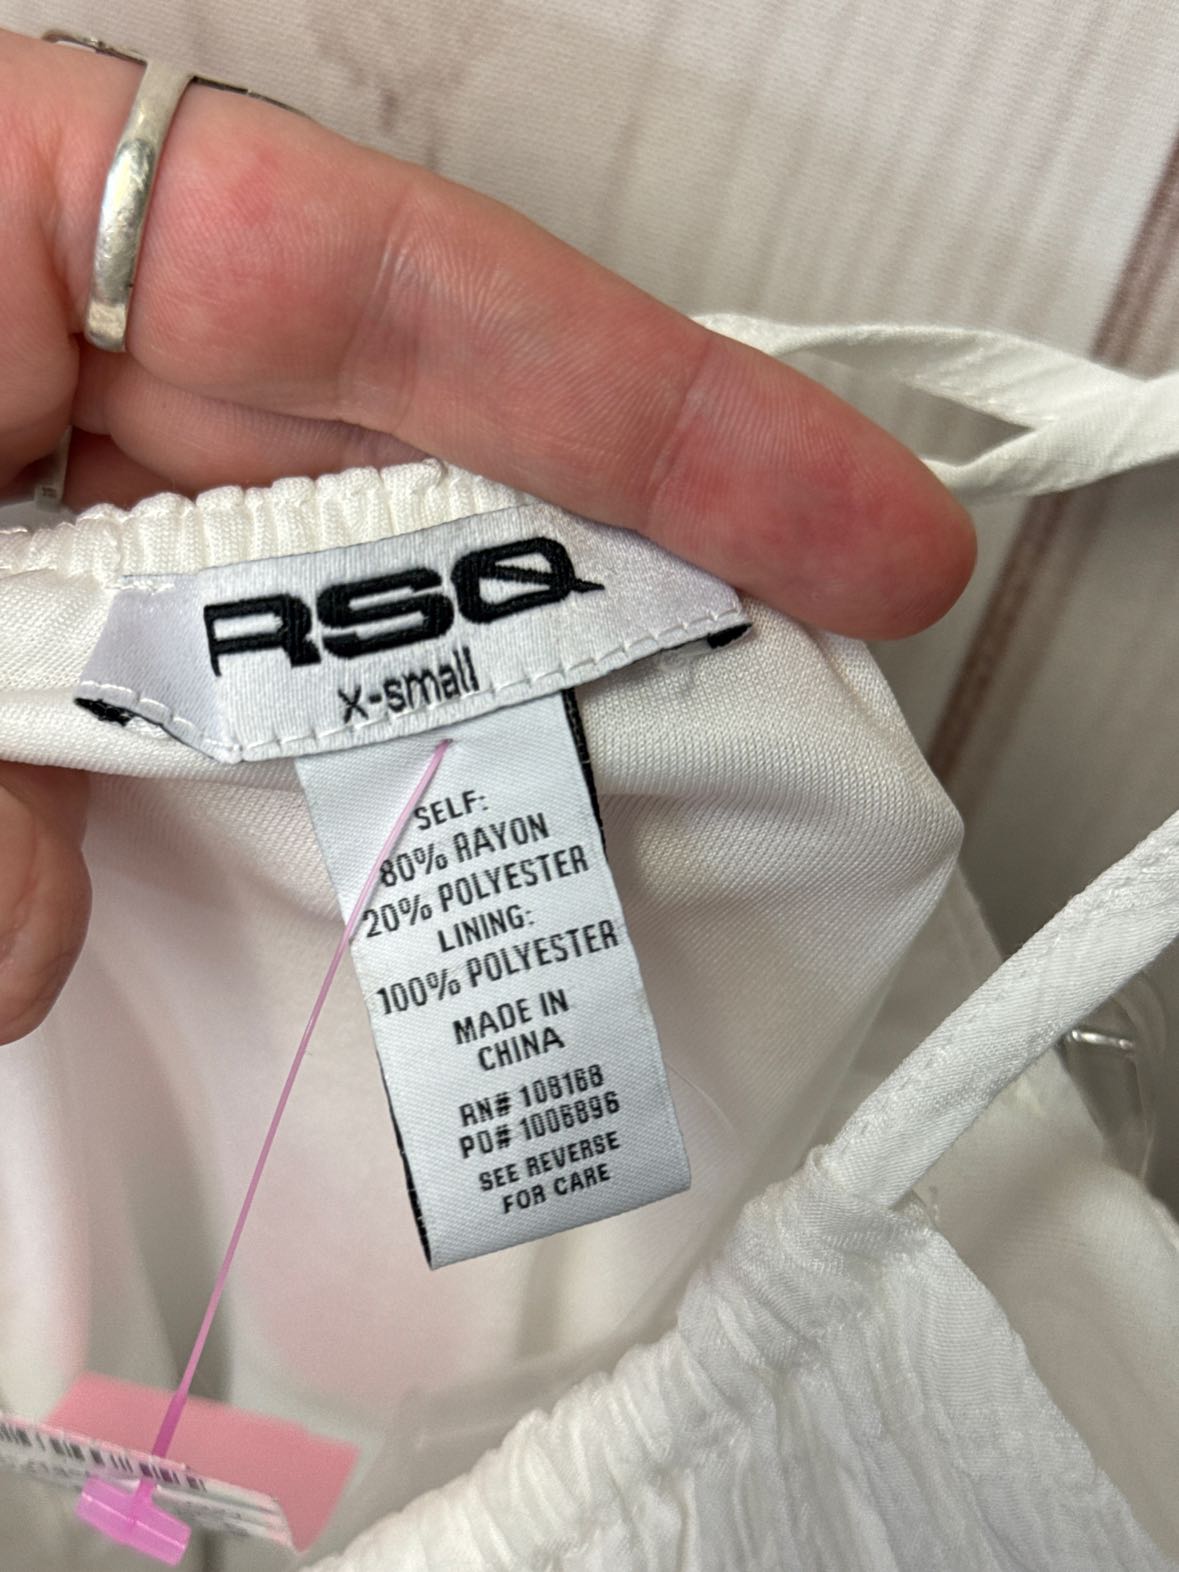 RSQ
x-small
SELF:
80% RAYON
20% POLYESTER
LINING:
100% POLYESTER
MADE IN
CHINA
RN# 108168
PO# 1006896
SEE REVERSE
FOR CARE